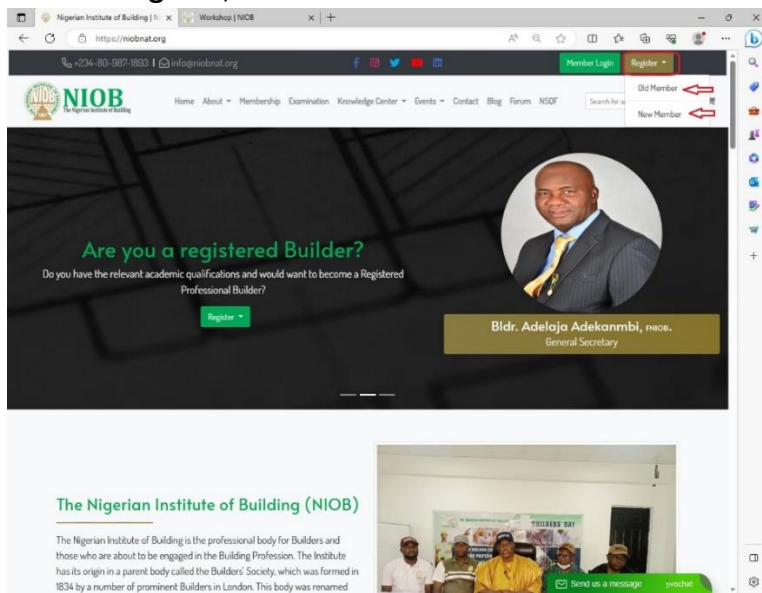 Nigerian Institute of Building | Ni
Workshop | NIOB
https://niobnat.org
+234-80-987-1893 | info@niobnat.org
Member Login
Register
Old Member
New Member
NIOB
The Nigerian Institute of Building
Home About Membership Examination Knowledge Center Events Contact Blog Forum NSQF
Search for
Are you a registered Builder?
Do you have the relevant academic qualifications and would want to become a Registered
Professional Builder?
Register
Bldr. Adelaja Adekanmbi, FNIOB.
General Secretary
The Nigerian Institute of Building (NIOB)
The Nigerian Institute of Building is the professional body for Builders and
those who are about to be engaged in the Building Profession. The Institute
has its origin in a parent body called the Builders' Society, which was formed in
1834 by a number of prominent Builders in London. This body was renamed
BUILDERS' DAY
Send us a message